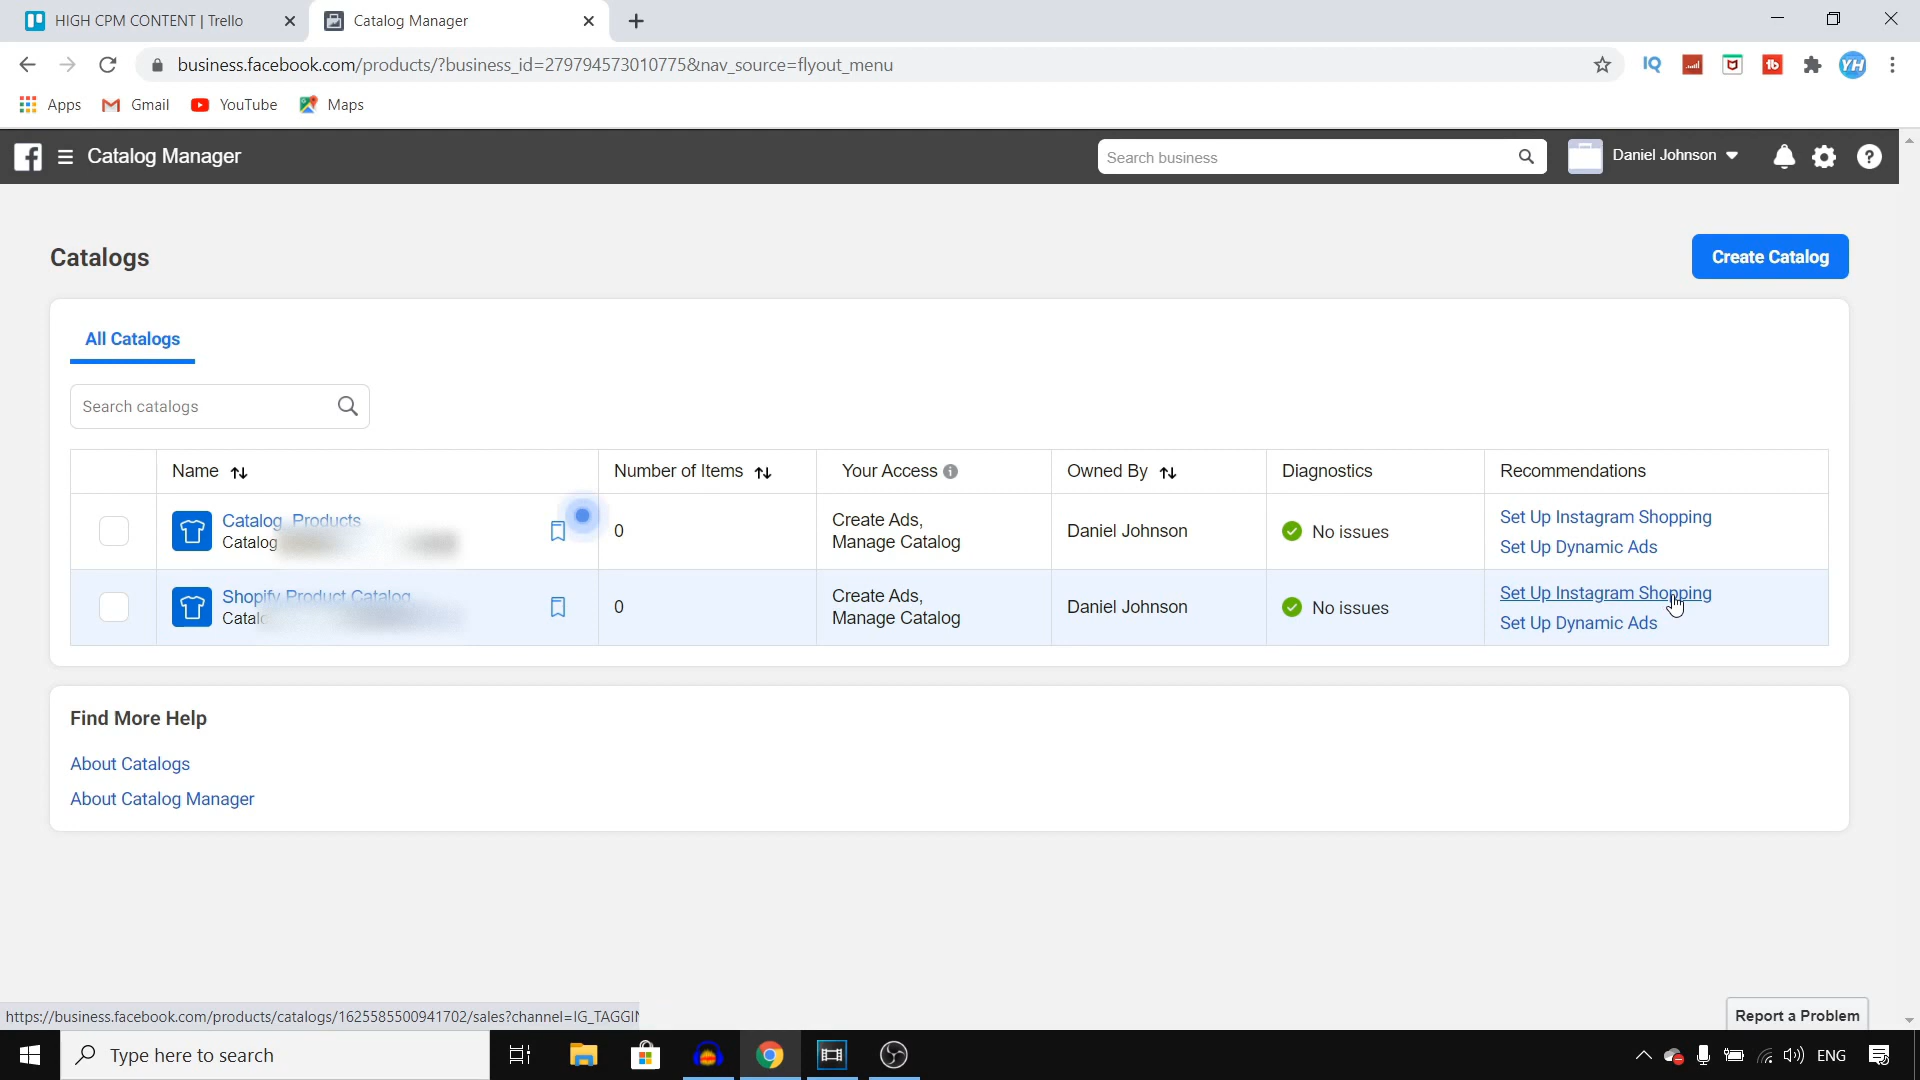 HIGH CPM CONTENT | Trello
Catalog Manager
business.facebook.com/products/?business_id=279794573010775&nav_source=flyout_menu
IQ
YH
Apps
Gmail
YouTube
Maps
Catalog Manager
Search business
Daniel Johnson
Catalogs
Create Catalog
All Catalogs
Search catalogs
Name
Number of Items
Your Access
Owned By
Diagnostics
Recommendations
Catalog_Products
Catalog
0
Create Ads,
Manage Catalog
Daniel Johnson
No issues
Set Up Instagram Shopping
Set Up Dynamic Ads
Shopify Product Catalog
0
Create Ads,
Manage Catalog
Daniel Johnson
No issues
Set Up Instagram Shopping
Set Up Dynamic Ads
Find More Help
About Catalogs
About Catalog Manager
https://business.facebook.com/products/catalogs/1625585500941702/sales?channel=IG_TAGGIN
Report a Problem
Type here to search
ENG